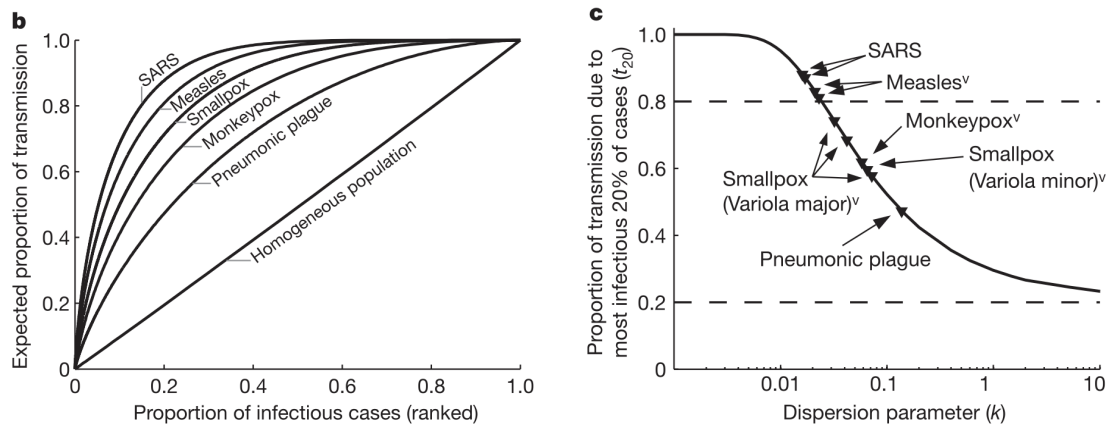 b
Expected proportion of transmission
1.0
0.8
0.6
0.4
0.2
0
0
0.2
0.4
0.6
0.8
1.0
SARS
Measles
Smallpox
Monkeypox
Pneumonic plague
Homogeneous population
Proportion of infectious cases (ranked)
c
Proportion of transmission due to
most infectious 20% of cases (t₂₀)
1.0
0.8
0.6
0.4
0.2
0
SARS
Measlesᵛ
Monkeypoxᵛ
Smallpox
(Variola minor)ᵛ
Smallpox
(Variola major)ᵛ
Pneumonic plague
0.01
0.1
1
10
Dispersion parameter (k)